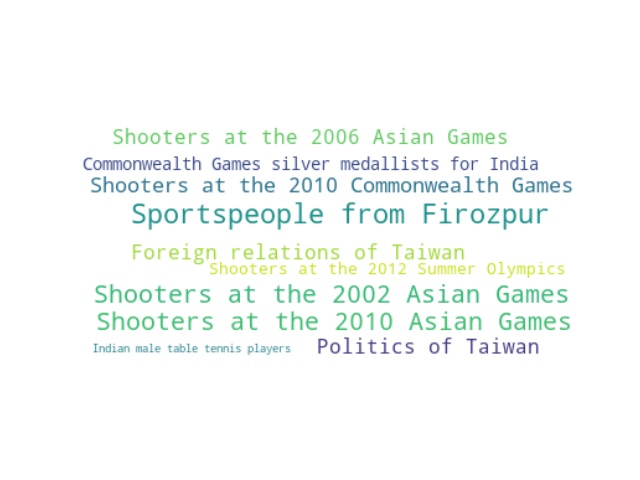 Shooters at the 2006 Asian Games
Commonwealth Games silver medallists for India
Shooters at the 2010 Commonwealth Games
Sportspeople from Firozpur
Foreign relations of Taiwan
Shooters at the 2012 Summer Olympics
Shooters at the 2002 Asian Games
Shooters at the 2010 Asian Games
Indian male table tennis players
Politics of Taiwan